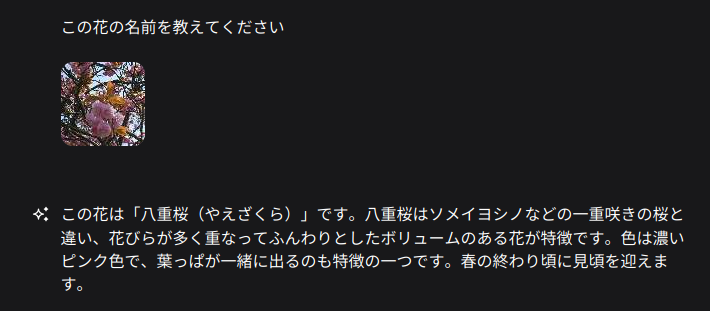 この花の名前を教えてください
この花は「八重桜（やえざくら）」です。八重桜はソメイヨシノなどの一重咲きの桜と
違い、花びらが多く重なってふんわりとしたボリュームのある花が特徴です。色は濃い
ピンク色で、葉っぱが一緒に出るのも特徴の一つです。春の終わり頃に見頃を迎えま
す。